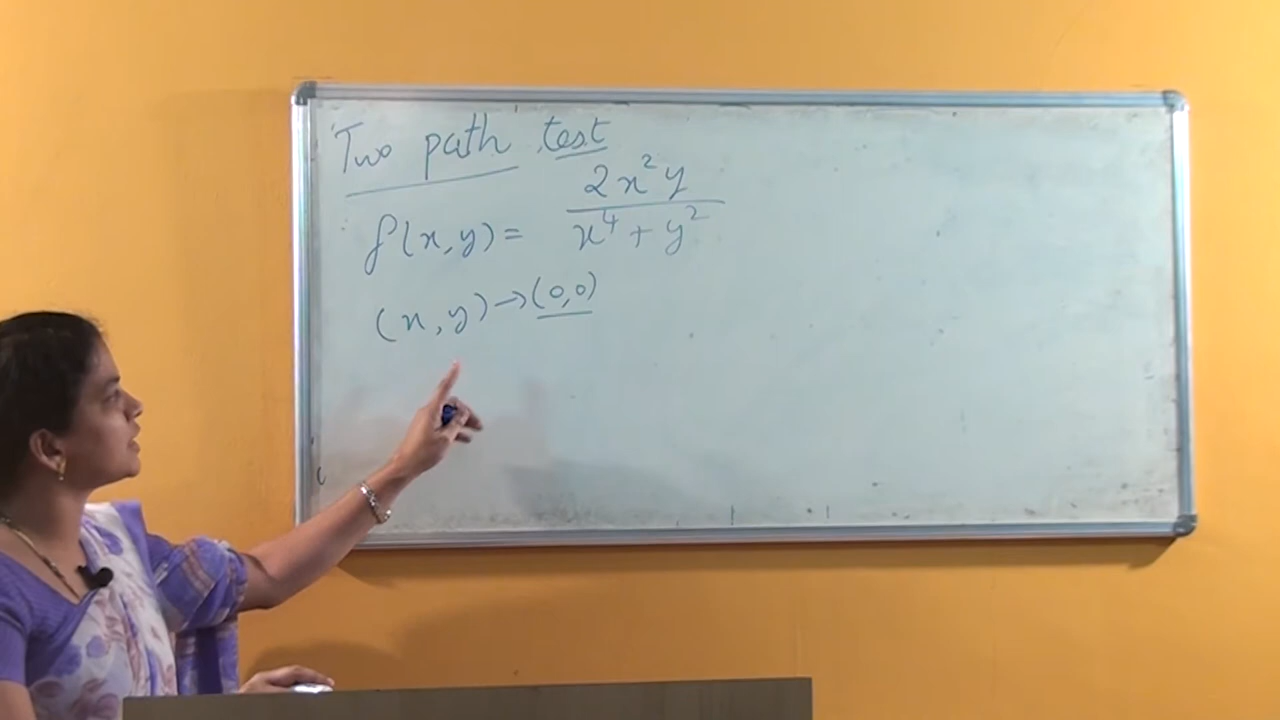 Two path test
f(x,y) = 2x²y / x⁴ + y²
(x,y) → (0,0)